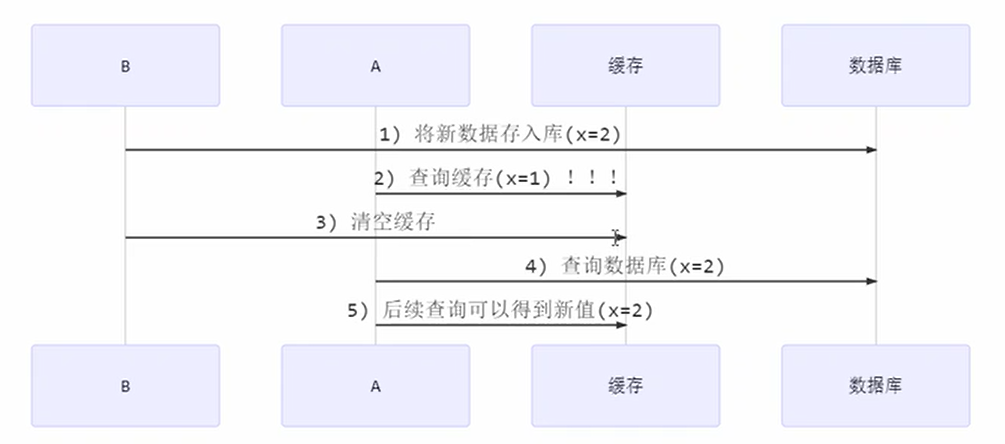 B
A
缓存
数据库
1) 将新数据存入库(x=2)
2) 查询缓存(x=1) ！！！
3) 清空缓存
4) 查询数据库(x=2)
5) 后续查询可以得到新值(x=2)
B
A
缓存
数据库